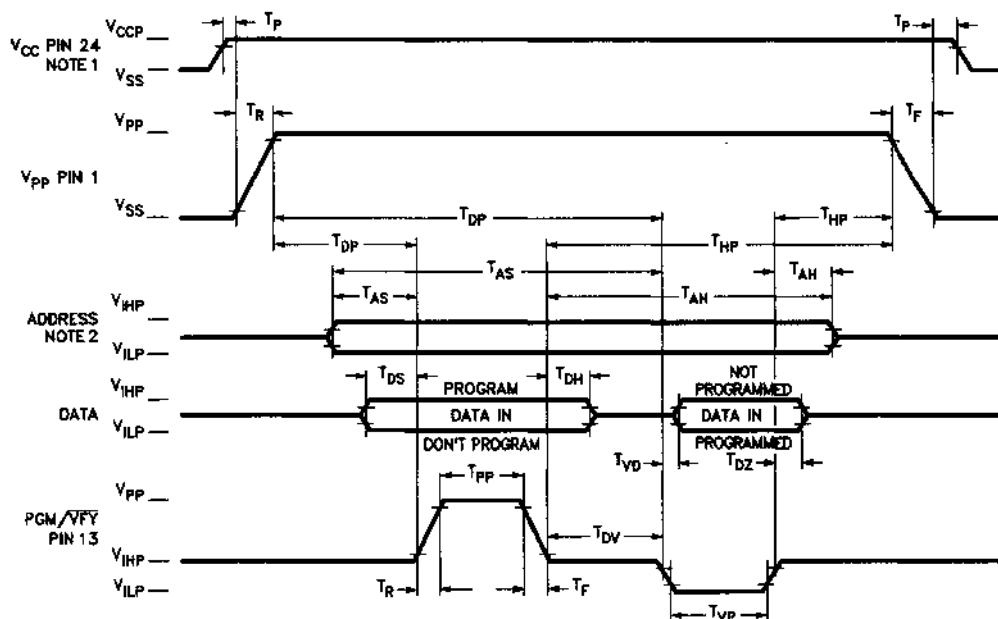 V_CCP
T_P
T_P
V_CC PIN 24
NOTE 1
V_SS
V_PP
T_R
T_F
V_PP PIN 1
V_SS
T_DP
T_HP
T_DP
T_HP
T_AS
T_AH
T_AS
T_AH
V_IHP
ADDRESS
NOTE 2
V_ILP
T_DS
PROGRAM
T_DH
NOT
PROGRAMMED
V_IHP
DATA
DATA IN
DATA IN
V_ILP
DON'T PROGRAM
PROGRAMMED
T_VD
T_DZ
T_PP
V_PP
PGM/V̅F̅Y̅
PIN 13
T_DV
V_IHP
V_ILP
T_R
T_F
T_VP